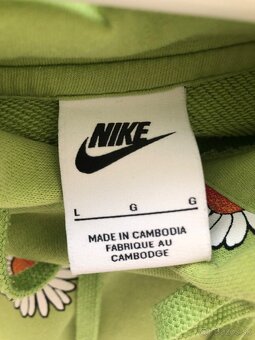 NIKE
L G G
MADE IN CAMBODIA
FABRIQUE AU
CAMBODGE